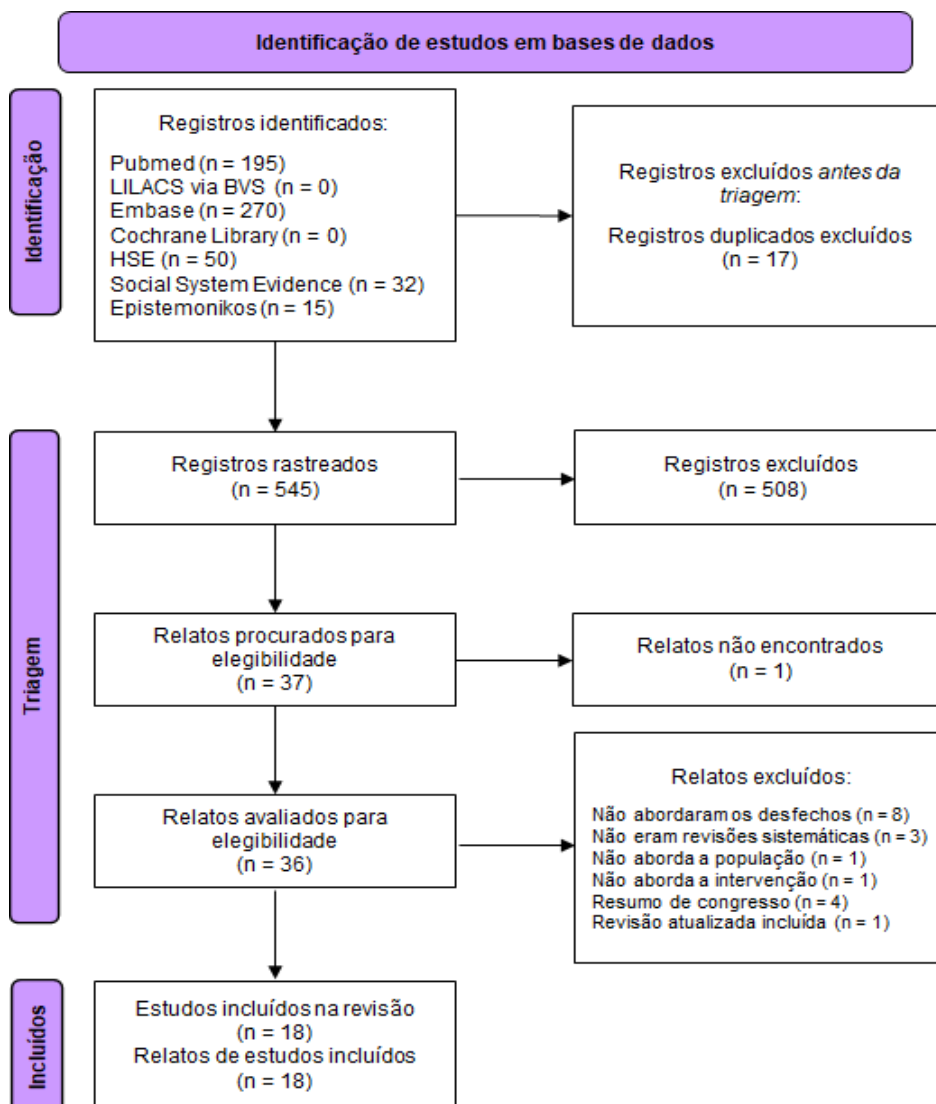 Identificação de estudos em bases de dados
Identificação
Registros identificados:
Pubmed (n = 195)
LILACS via BVS (n = 0)
Embase (n = 270)
Cochrane Library (n = 0)
HSE (n = 50)
Social System Evidence (n = 32)
Epistemonikos (n = 15)
Registros excluídos antes da
triagem:
Registros duplicados excluídos
(n = 17)
Triagem
Registros rastreados
(n = 545)
Registros excluídos
(n = 508)
Relatos procurados para
elegibilidade
(n = 37)
Relatos não encontrados
(n = 1)
Relatos avaliados para
elegibilidade
(n = 36)
Relatos excluídos:
Não abordaram os desfechos (n = 8)
Não eram revisões sistemáticas (n = 3)
Não aborda a população (n = 1)
Não aborda a intervenção (n = 1)
Resumo de congresso (n = 4)
Revisão atualizada incluída (n = 1)
Incluídos
Estudos incluídos na revisão
(n = 18)
Relatos de estudos incluídos
(n = 18)